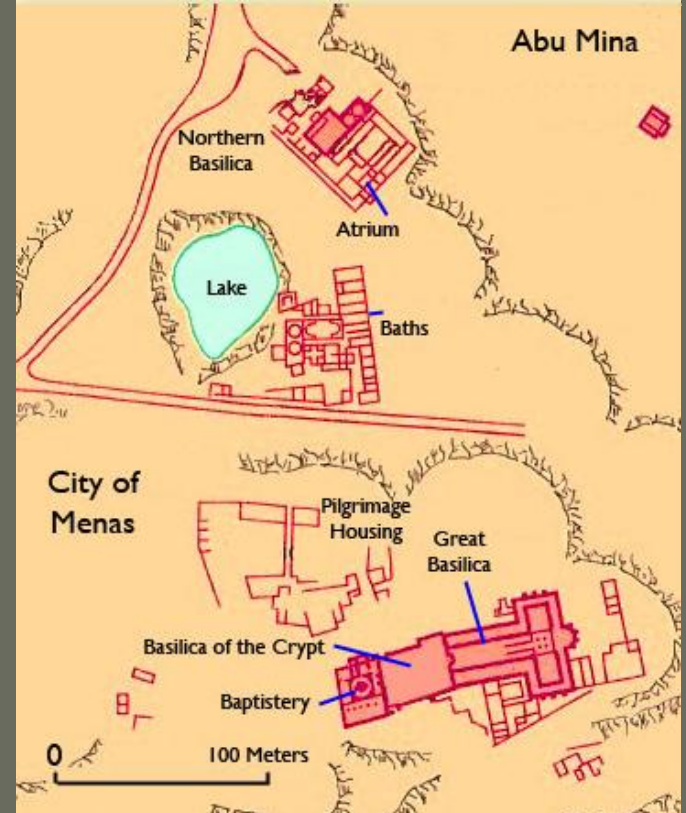 Abu Mina
Northern
Basilica
Atrium
Lake
Baths
City of
Menas
Pilgrimage
Housing
Great
Basilica
Basilica of the Crypt
Baptistery
0
100 Meters